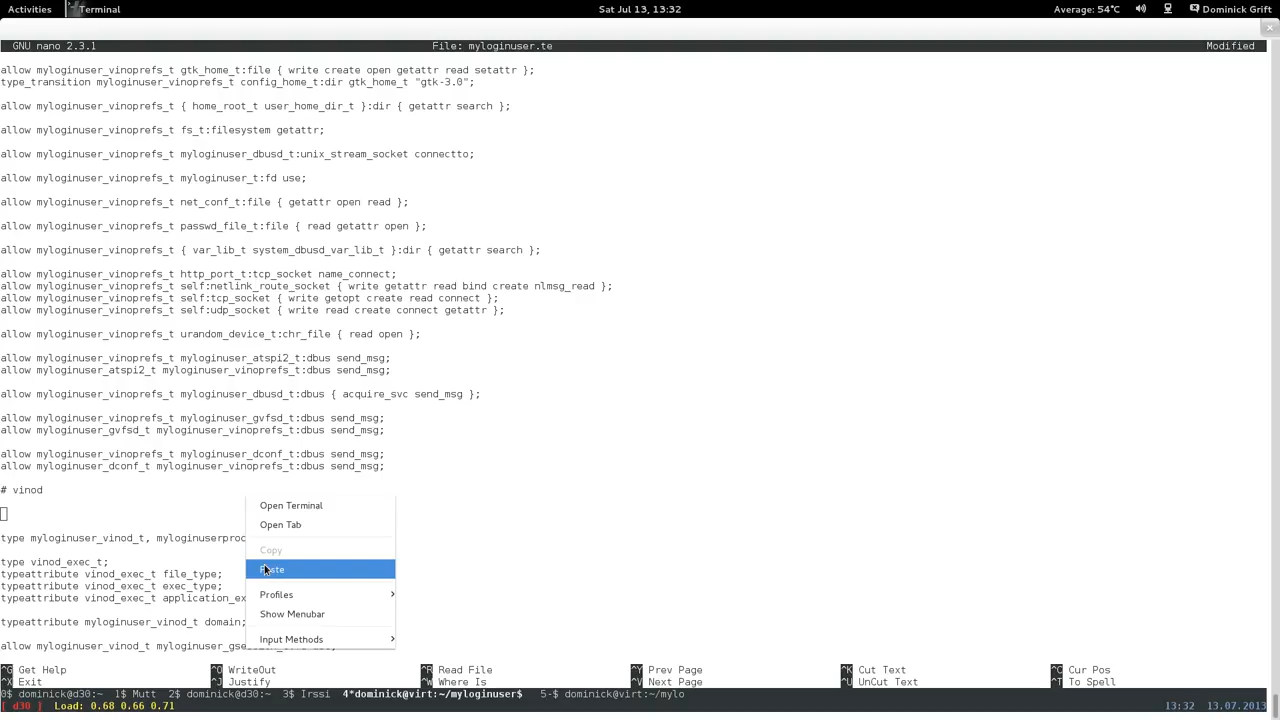 Activities Terminal Sat Jul 13, 13:32 Average: 54°C Dominick Grift
GNU nano 2.3.1 File: myloginuser.te Modified
allow myloginuser_vinoprefs_t gtk_home_t:file { write create open getattr read setattr };
type_transition myloginuser_vinoprefs_t config_home_t:dir gtk_home_t "gtk-3.0";
allow myloginuser_vinoprefs_t { home_root_t user_home_dir_t }:dir { getattr search };
allow myloginuser_vinoprefs_t fs_t:filesystem getattr;
allow myloginuser_vinoprefs_t myloginuser_dbusd_t:unix_stream_socket connectto;
allow myloginuser_vinoprefs_t myloginuser_t:fd use;
allow myloginuser_vinoprefs_t net_conf_t:file { getattr open read };
allow myloginuser_vinoprefs_t passwd_file_t:file { read getattr open };
allow myloginuser_vinoprefs_t { var_lib_t system_dbusd_var_lib_t }:dir { getattr search };
allow myloginuser_vinoprefs_t http_port_t:tcp_socket name_connect;
allow myloginuser_vinoprefs_t self:netlink_route_socket { write getattr read bind create nlmsg_read };
allow myloginuser_vinoprefs_t self:tcp_socket { write getopt create read connect };
allow myloginuser_vinoprefs_t self:udp_socket { write read create connect getattr };
allow myloginuser_vinoprefs_t urandom_device_t:chr_file { read open };
allow myloginuser_vinoprefs_t myloginuser_atspi2_t:dbus send_msg;
allow myloginuser_atspi2_t myloginuser_vinoprefs_t:dbus send_msg;
allow myloginuser_vinoprefs_t myloginuser_dbusd_t:dbus { acquire_svc send_msg };
allow myloginuser_vinoprefs_t myloginuser_gvfsd_t:dbus send_msg;
allow myloginuser_gvfsd_t myloginuser_vinoprefs_t:dbus send_msg;
allow myloginuser_vinoprefs_t myloginuser_dconf_t:dbus send_msg;
allow myloginuser_dconf_t myloginuser_vinoprefs_t:dbus send_msg;
# vinod
type myloginuser_vinod_t, myloginuserproc
type vinod_exec_t;
typeattribute vinod_exec_t file_type;
typeattribute vinod_exec_t exec_type;
typeattribute vinod_exec_t application_ex
typeattribute myloginuser_vinod_t domain;
allow myloginuser_vinod_t
Open Terminal
Open Tab
Copy
Paste
Profiles
Show Menubar
Input Methods
^G Get Help ^O WriteOut ^R Read File ^Y Prev Page ^K Cut Text ^C Cur Pos
^X Exit ^J Justify ^W Where Is ^V Next Page ^U UnCut Text ^T To Spell
0$ dominick@d30:~ 1$ Mutt 2$ dominick@d30:~ 3$ Irssi 4*dominick@virt:~/myloginuser$ 5-$ dominick@virt:~/mylo
[ d30 ] Load: 0.68 0.66 0.71 13:32 13.07.2013